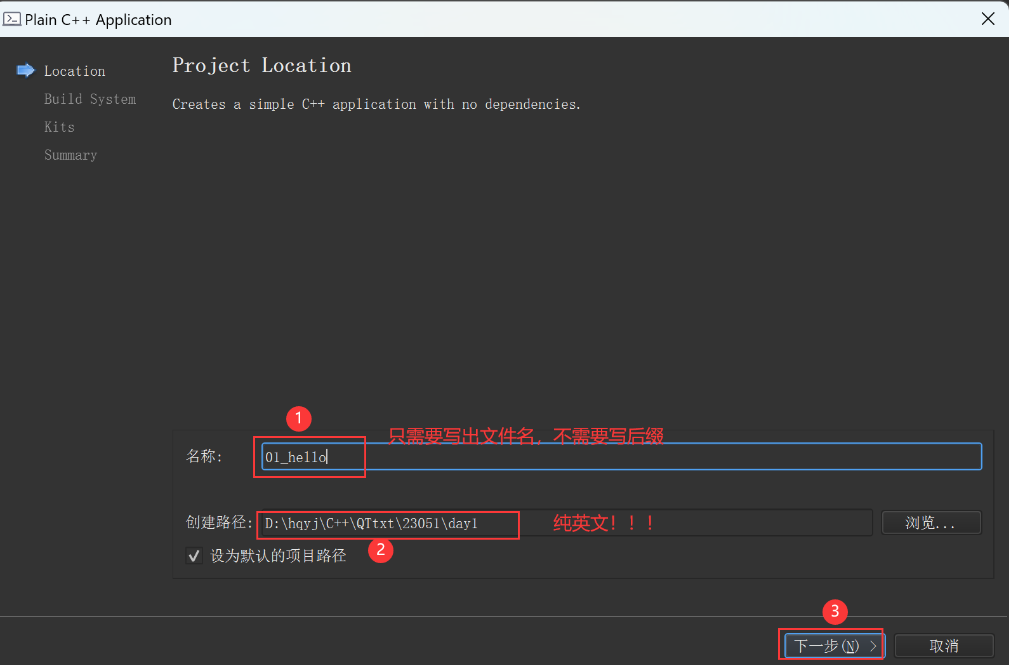 Plain C++ Application
Location
Build System
Kits
Summary
Project Location
Creates a simple C++ application with no dependencies.
1
只需要写出文件名，不需要写后缀
名称:
01_hello
创建路径:
D:\hqyj\C++\QTtxt\23051\day1
纯英文！！！
浏览...
2
设为默认的项目路径
3
下一步(N) >
取消